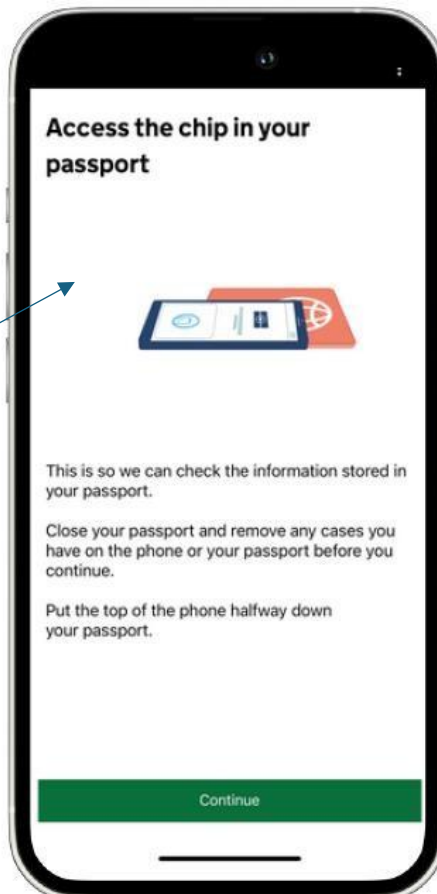 Access the chip in your
passport
This is so we can check the information stored in
your passport.
Close your passport and remove any cases you
have on the phone or your passport before you
continue.
Put the top of the phone halfway down
your passport.
Continue